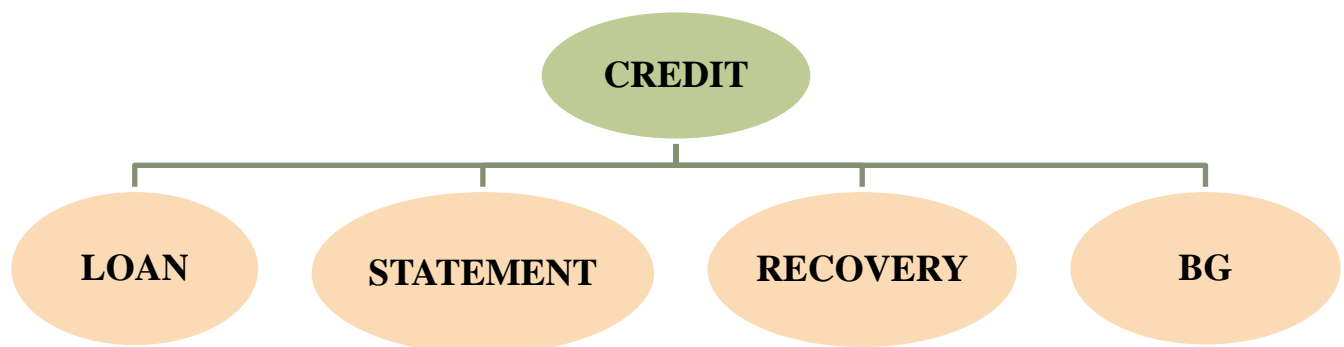 CREDIT
LOAN
STATEMENT
RECOVERY
BG